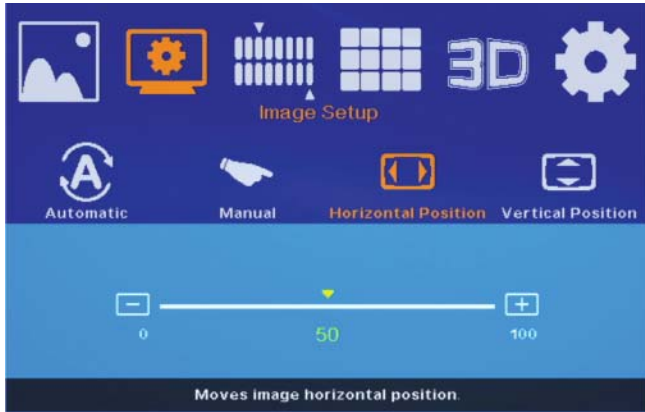 3D
Image Setup
A
Automatic
Manual
Horizontal Position
Vertical Position
50
0
100
Moves image horizontal position.